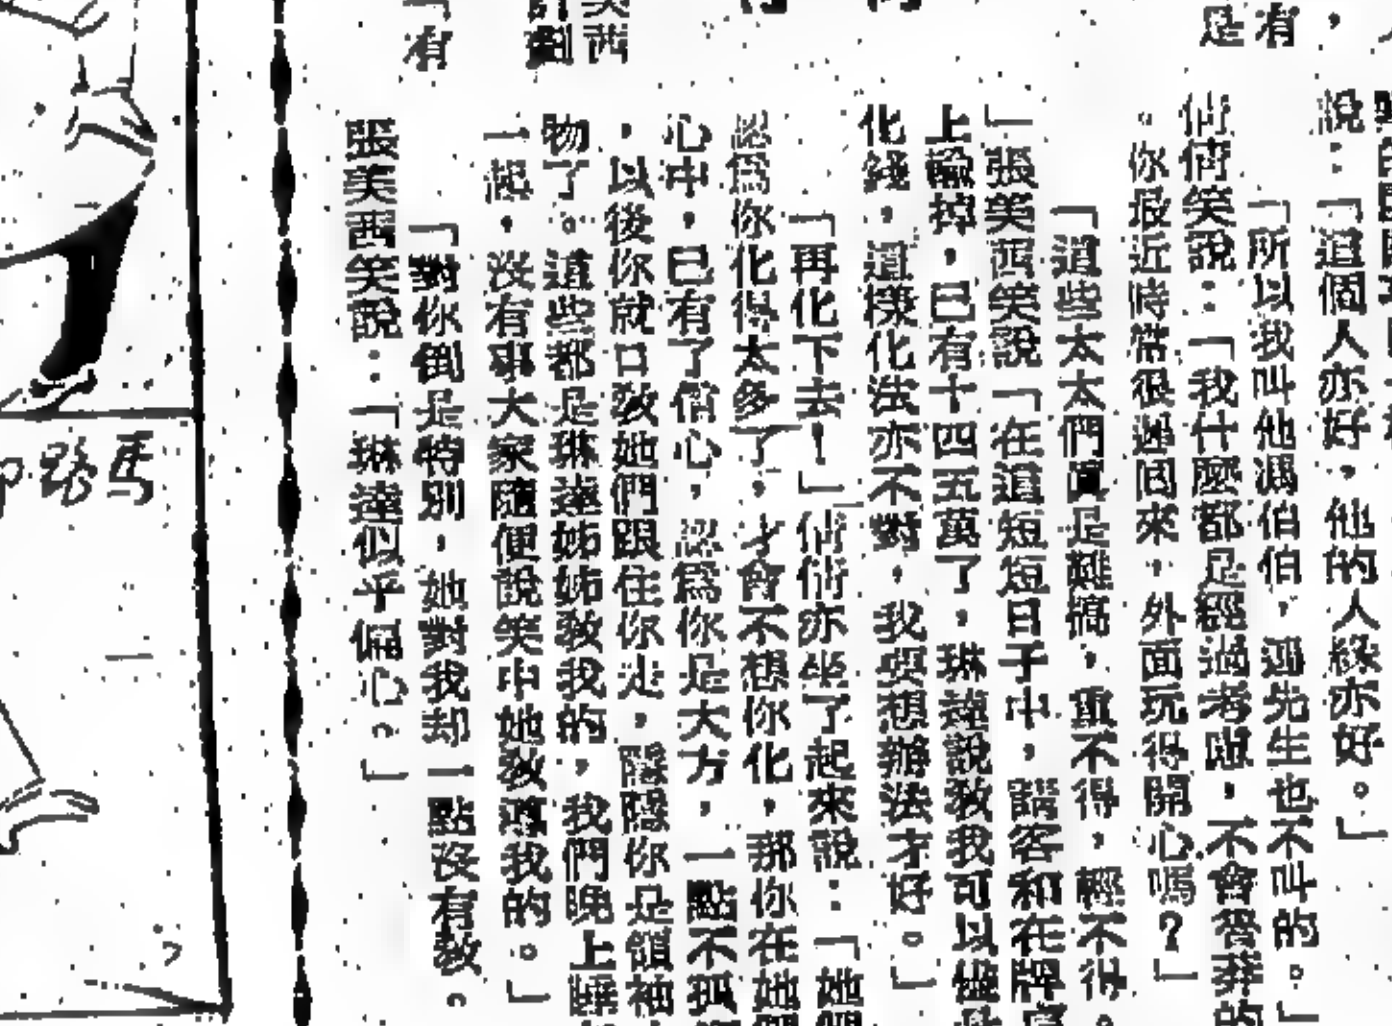 說：「這個人亦好，他的人緣亦好。」
「所以我叫他馮伯伯，馮先生也不叫的。」
倩倩笑說：「我什麼都是經過考慮，不會答莽的
。你最近時常很遲回來，外面玩得開心嗎？」
「這些太太們眞是難搞，重不得，輕不得。
」張美茜笑說「在這短短日子中，請客和在牌
上輸掉，已有十四五萬了，琳達說教我可以
化錢，這樣化法亦不對，我要想辦法才好。」
「再化下去！」倩倩亦坐了起來說：「她們
認爲你化得太多了，才會不想你化，那你在她們
心中，已有了信心，認爲你是大方，一點不孤
，以後你就口教她們跟住你走，隱隱你是領袖
物了。這些都是琳達姊姊教我的，我們晚上睡
一起，沒有事大家隨便說笑中她教導我的。」
「對你倒是特別，她對我却一點沒有教。
張美茜笑說：「琳達似乎偏心。」